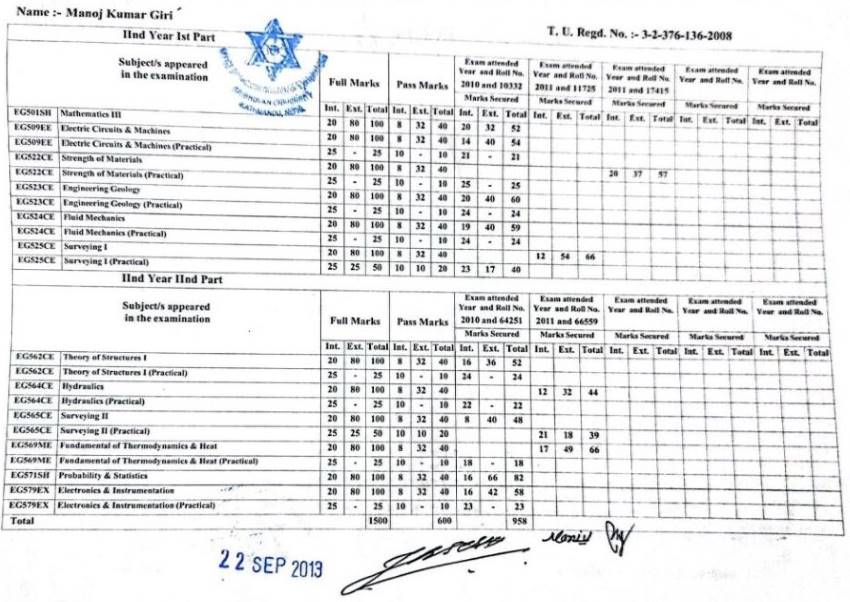 Name :- Manoj Kumar Giri
T. U. Regd. No. :- 3-2-376-136-2008
IInd Year Ist Part
Subject/s appeared in the examination Full Marks Pass Marks Exam attended Year and Roll No. 2010 and 10332 Exam attended Year and Roll No. 2011 and 11725 Exam attended Year and Roll No. 2011 and 17415 Exam attended Year and Roll No. Exam attended Year and Roll No.
Marks Secured Marks Secured Marks Secured Marks Secured Marks Secured
Int. Ext. Total Int. Ext. Total Int. Ext. Total Int. Ext. Total Int. Ext. Total Int. Ext. Total Int. Ext. Total
EG501SH Mathematics III 20 80 100 8 32 40 20 32 52
EG509EE Electric Circuits & Machines 20 80 100 8 32 40 14 40 54
EG509EE Electric Circuits & Machines (Practical) 25 - 25 10 - 10 21 - 21
EG522CE Strength of Materials 20 80 100 8 32 40 20 37 57
EG522CE Strength of Materials (Practical) 25 - 25 10 - 10 25 - 25
EG523CE Engineering Geology 20 80 100 8 32 40 20 40 60
EG523CE Engineering Geology (Practical) 25 - 25 10 - 10 24 - 24
EG524CE Fluid Mechanics 20 80 100 8 32 40 19 40 59
EG524CE Fluid Mechanics (Practical) 25 - 25 10 - 10 24 - 24
EG525CE Surveying I 20 80 100 8 32 40 12 54 66
EG525CE Surveying I (Practical) 25 25 50 10 10 20 23 17 40
IInd Year IInd Part
Subject/s appeared in the examination Full Marks Pass Marks Exam attended Year and Roll No. 2010 and 64251 Exam attended Year and Roll No. 2011 and 66559 Exam attended Year and Roll No. Exam attended Year and Roll No. Exam attended Year and Roll No.
Marks Secured Marks Secured Marks Secured Marks Secured Marks Secured
Int. Ext. Total Int. Ext. Total Int. Ext. Total Int. Ext. Total Int. Ext. Total Int. Ext. Total Int. Ext. Total
EG562CE Theory of Structures I 20 80 100 8 32 40 16 36 52
EG562CE Theory of Structures I (Practical) 25 - 25 10 - 10 24 - 24
EG564CE Hydraulics 20 80 100 8 32 40 12 32 44
EG564CE Hydraulics (Practical) 25 - 25 10 - 10 22 - 22
EG565CE Surveying II 20 80 100 8 32 40 8 40 48
EG565CE Surveying II (Practical) 25 25 50 10 10 20 21 18 39
EG569ME Fundamental of Thermodynamics & Heat 20 80 100 8 32 40 17 49 66
EG569ME Fundamental of Thermodynamics & Heat (Practical) 25 - 25 10 - 10 18 - 18
EG571SH Probability & Statistics 20 80 100 8 32 40 16 66 82
EG579EX Electronics & Instrumentation 20 80 100 8 32 40 16 42 58
EG579EX Electronics & Instrumentation (Practical) 25 - 25 10 - 10 23 - 23
Total 1500 600 958
22 SEP 2013